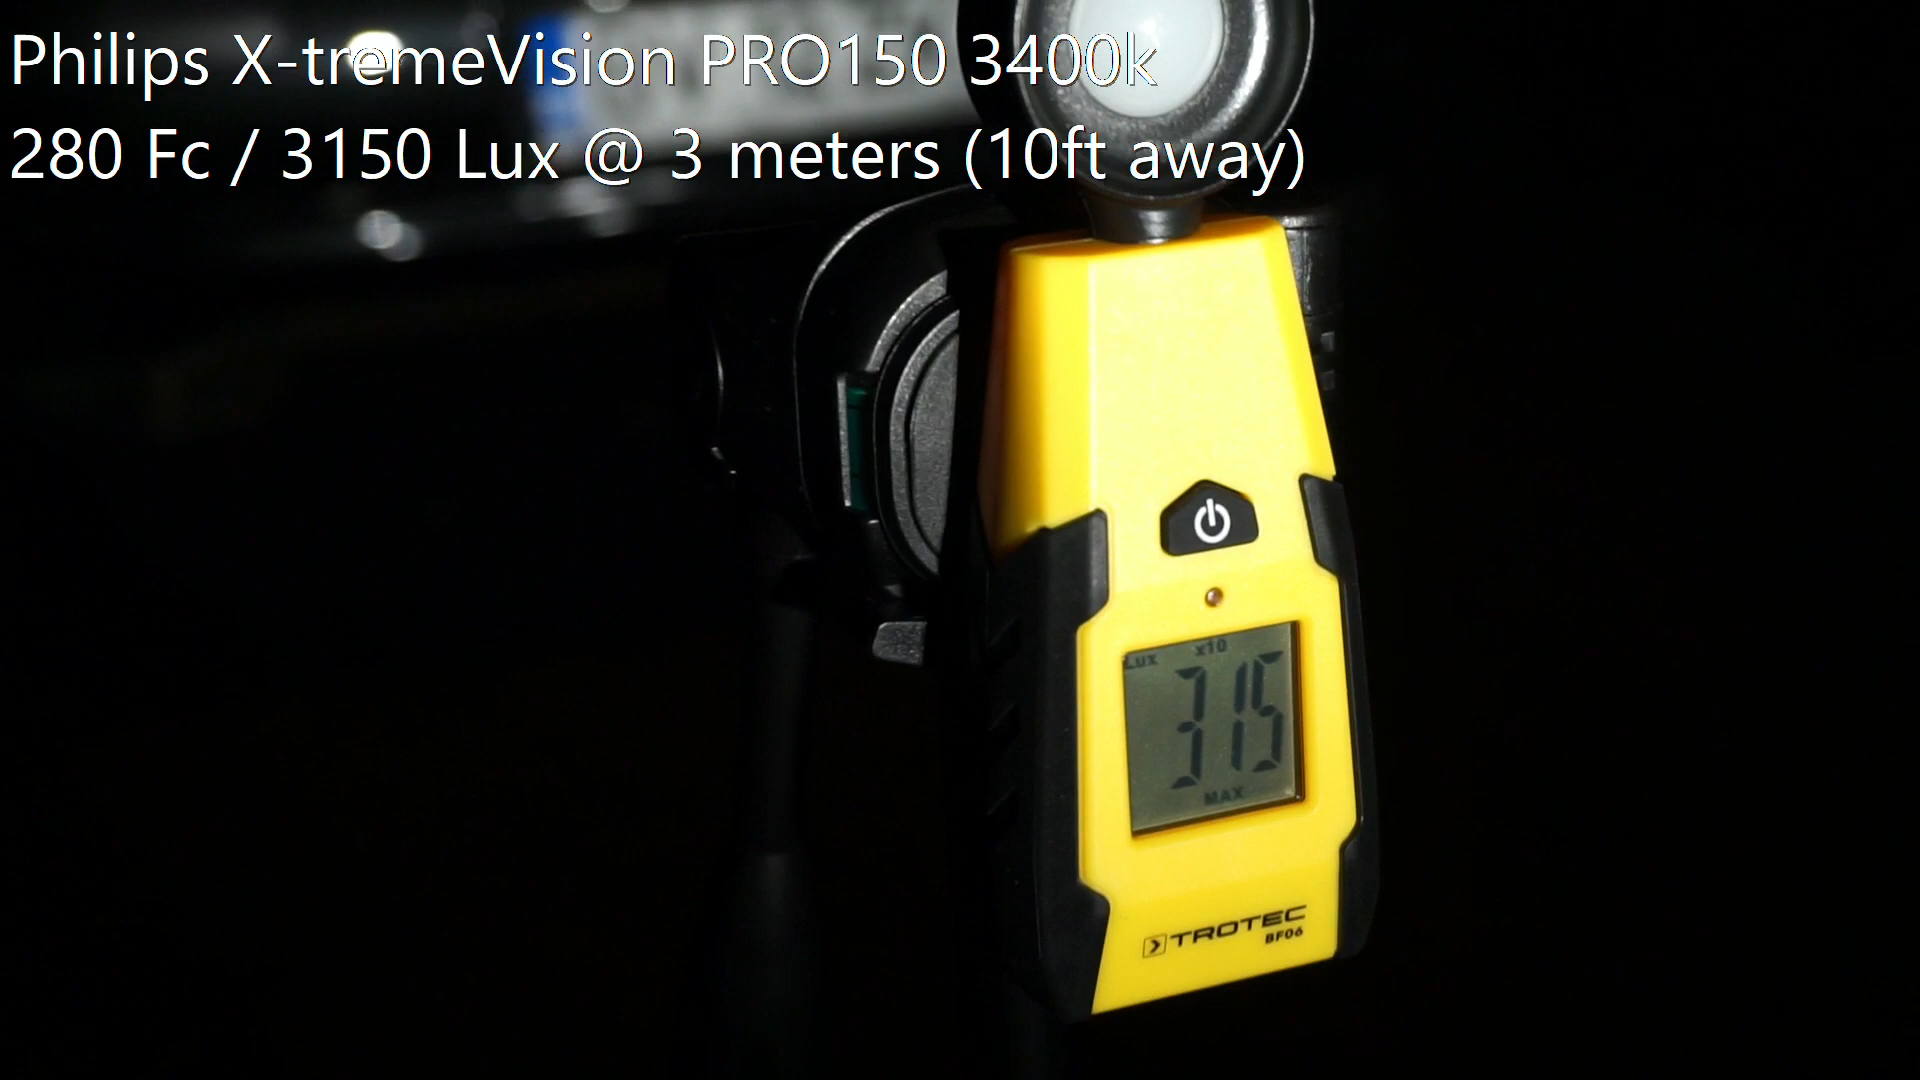 Philips X-tremeVision PRO150 3400k
280 Fc / 3150 Lux @ 3 meters (10ft away)
Lux x10
315
MAX
TROTEC
BF06